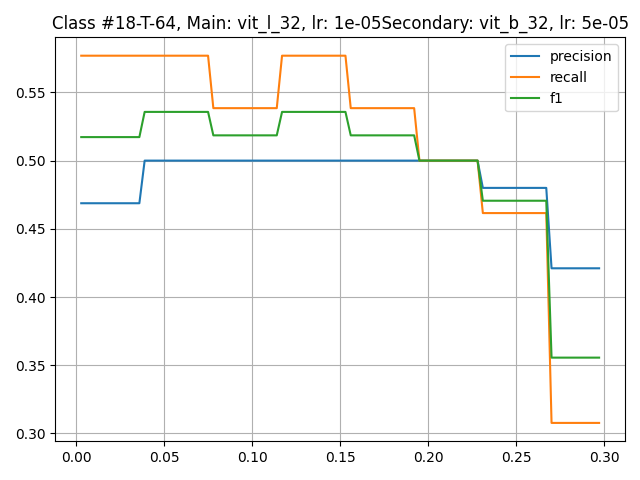 Class #18-T-64, Main: vit_l_32, lr: 1e-05Secondary: vit_b_32, lr: 5e-05
precision
recall
f1
0.55
0.50
0.45
0.40
0.35
0.30
0.00 0.05 0.10 0.15 0.20 0.25 0.30